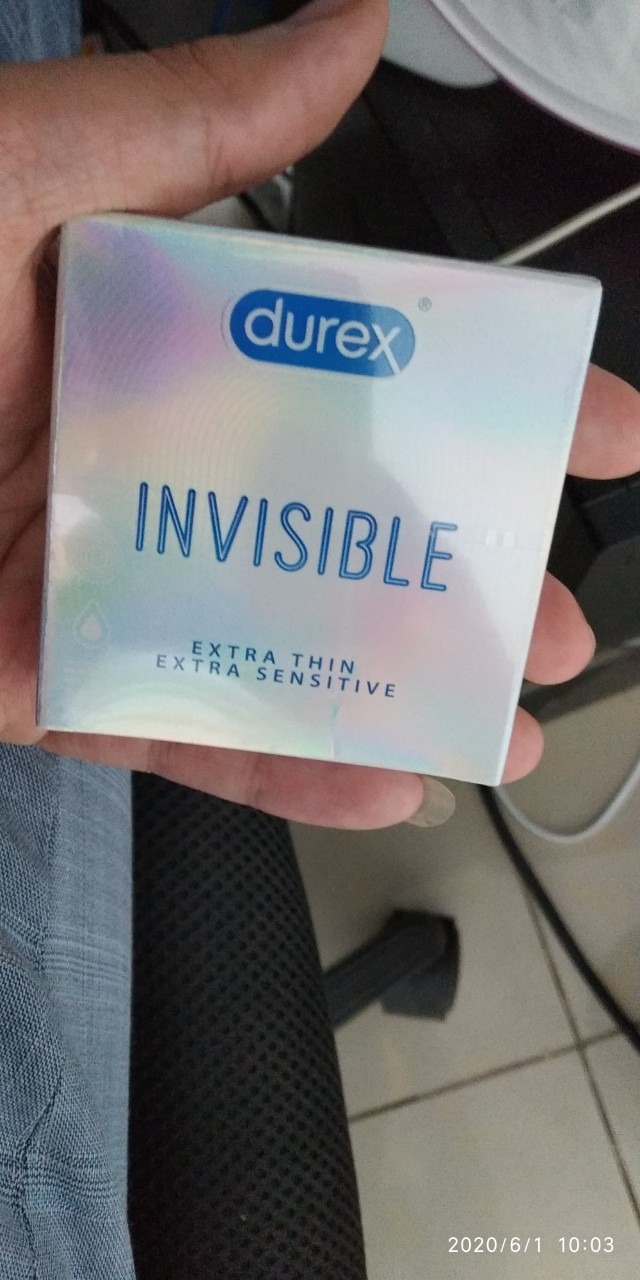 durex®
INVISIBLE
EXTRA THIN
EXTRA SENSITIVE
2020/6/1 10:03